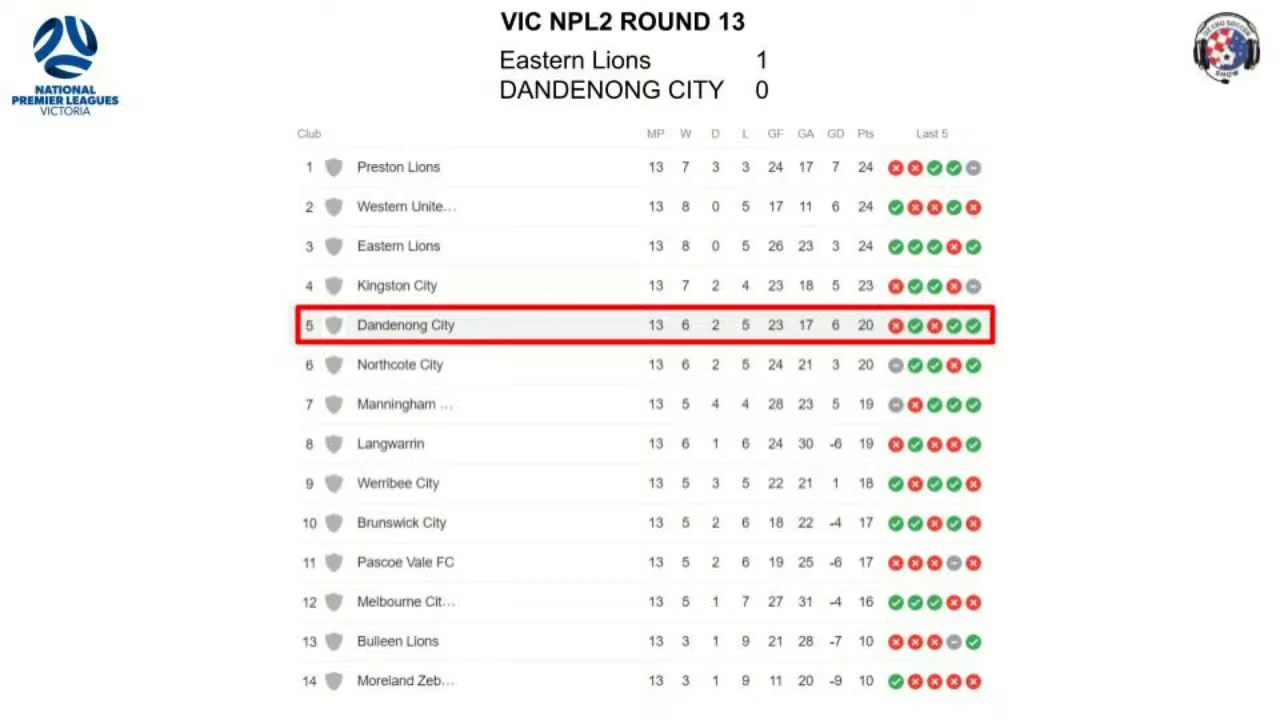 VIC NPL2 ROUND 13
Eastern Lions 1
DANDENONG CITY 0
NATIONAL
PREMIER LEAGUES
VICTORIA
SHOW
Club MP W D L GF GA GD Pts Last 5
1 Preston Lions 13 7 3 3 24 17 7 24
2 Western Unite... 13 8 0 5 17 11 6 24
3 Eastern Lions 13 8 0 5 26 23 3 24
4 Kingston City 13 7 2 4 23 18 5 23
5 Dandenong City 13 6 2 5 23 17 6 20
6 Northcote City 13 6 2 5 24 21 3 20
7 Manningham ... 13 5 4 4 28 23 5 19
8 Langwarrin 13 6 1 6 24 30 -6 19
9 Werribee City 13 5 3 5 22 21 1 18
10 Brunswick City 13 5 2 6 18 22 -4 17
11 Pascoe Vale FC 13 5 2 6 19 25 -6 17
12 Melbourne Cit... 13 5 1 7 27 31 -4 16
13 Bulleen Lions 13 3 1 9 21 28 -7 10
14 Moreland Zeb... 13 3 1 9 11 20 -9 10